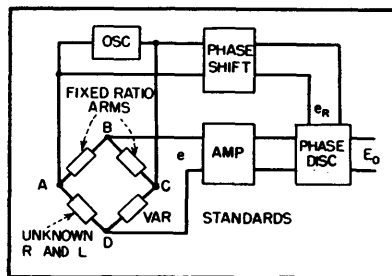 OSC
PHASE
SHIFT
FIXED RATIO
ARMS
B
e_R
A
C
e
AMP
PHASE
DISC
E_O
UNKNOWN
R AND L
D
VAR
STANDARDS